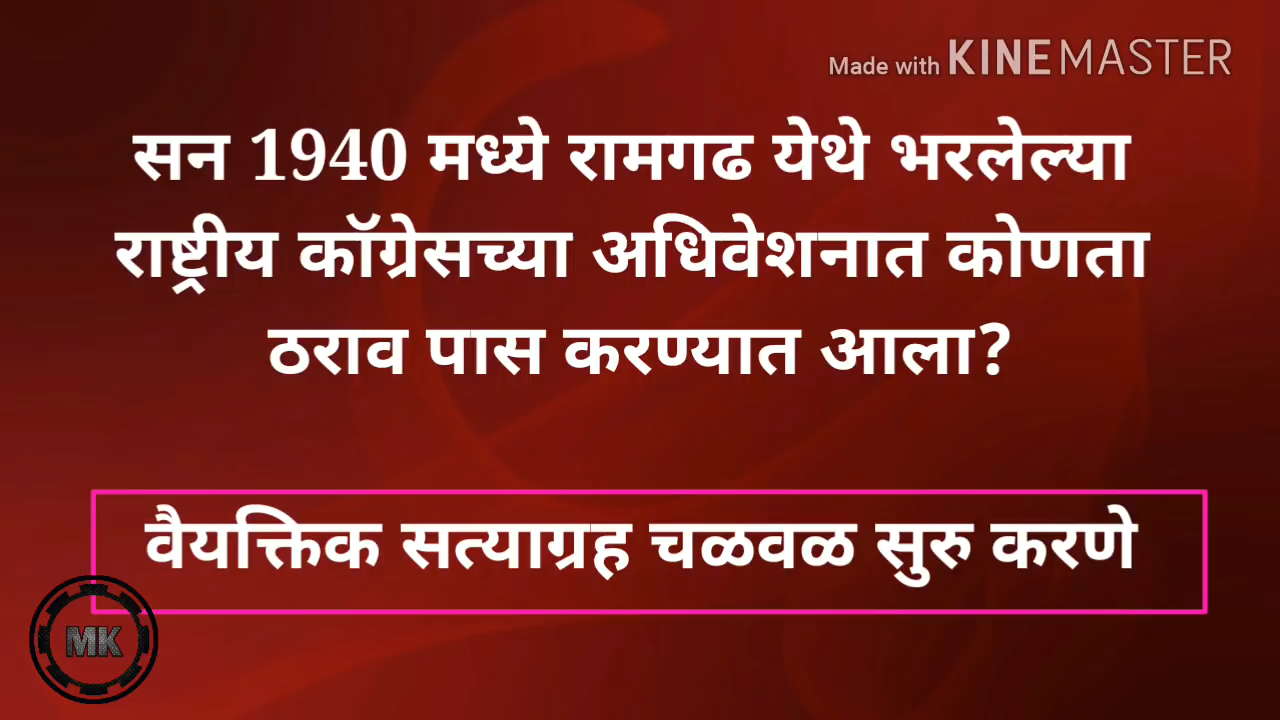 Made with KINEMASTER
सन 1940 मध्ये रामगढ येथे भरलेल्या
राष्ट्रीय कॉग्रेसच्या अधिवेशनात कोणता
ठराव पास करण्यात आला?
वैयक्तिक सत्याग्रह चळवळ सुरु करणे
MK